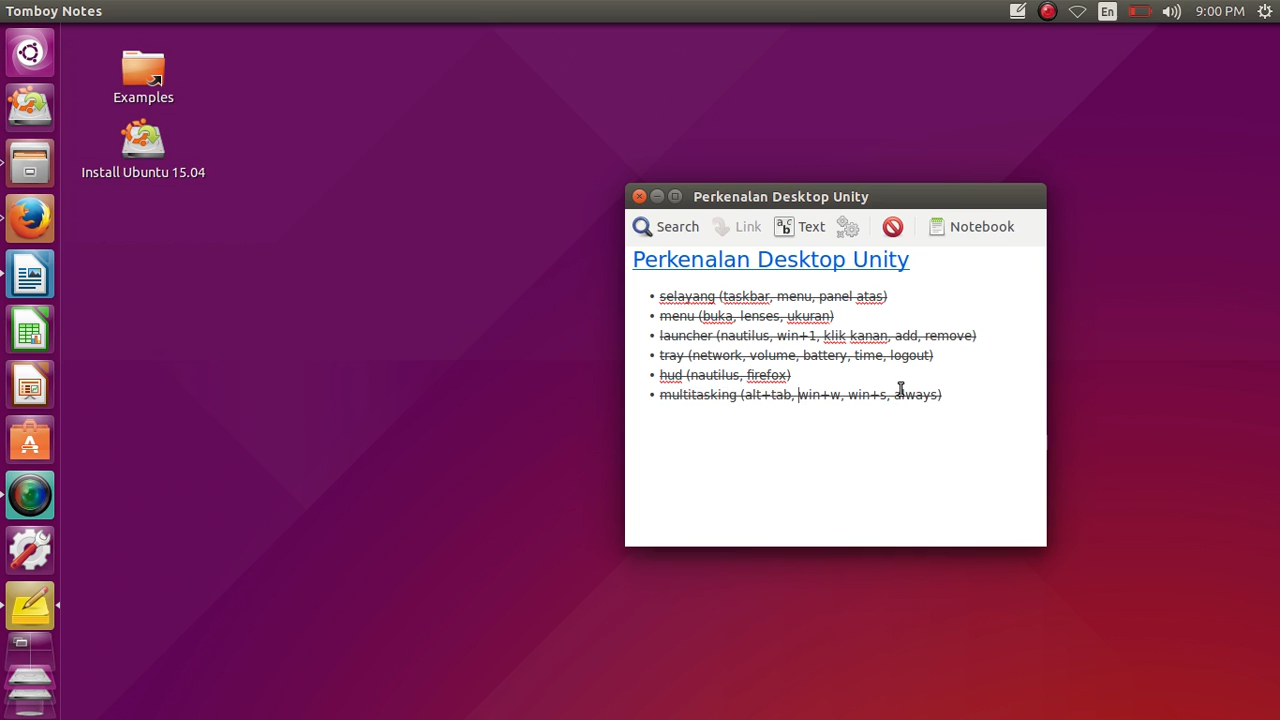 Tomboy Notes
En
9:00 PM
Examples
Install Ubuntu 15.04
Perkenalan Desktop Unity
Search
Link
Text
Notebook
Perkenalan Desktop Unity
• selayang (taskbar, menu, panel atas)
• menu (buka, lenses, ukuran)
• launcher (nautilus, win+1, klik kanan, add, remove)
• tray (network, volume, battery, time, logout)
• hud (nautilus, firefox)
• multitasking (alt+tab, win+w, win+s, always)